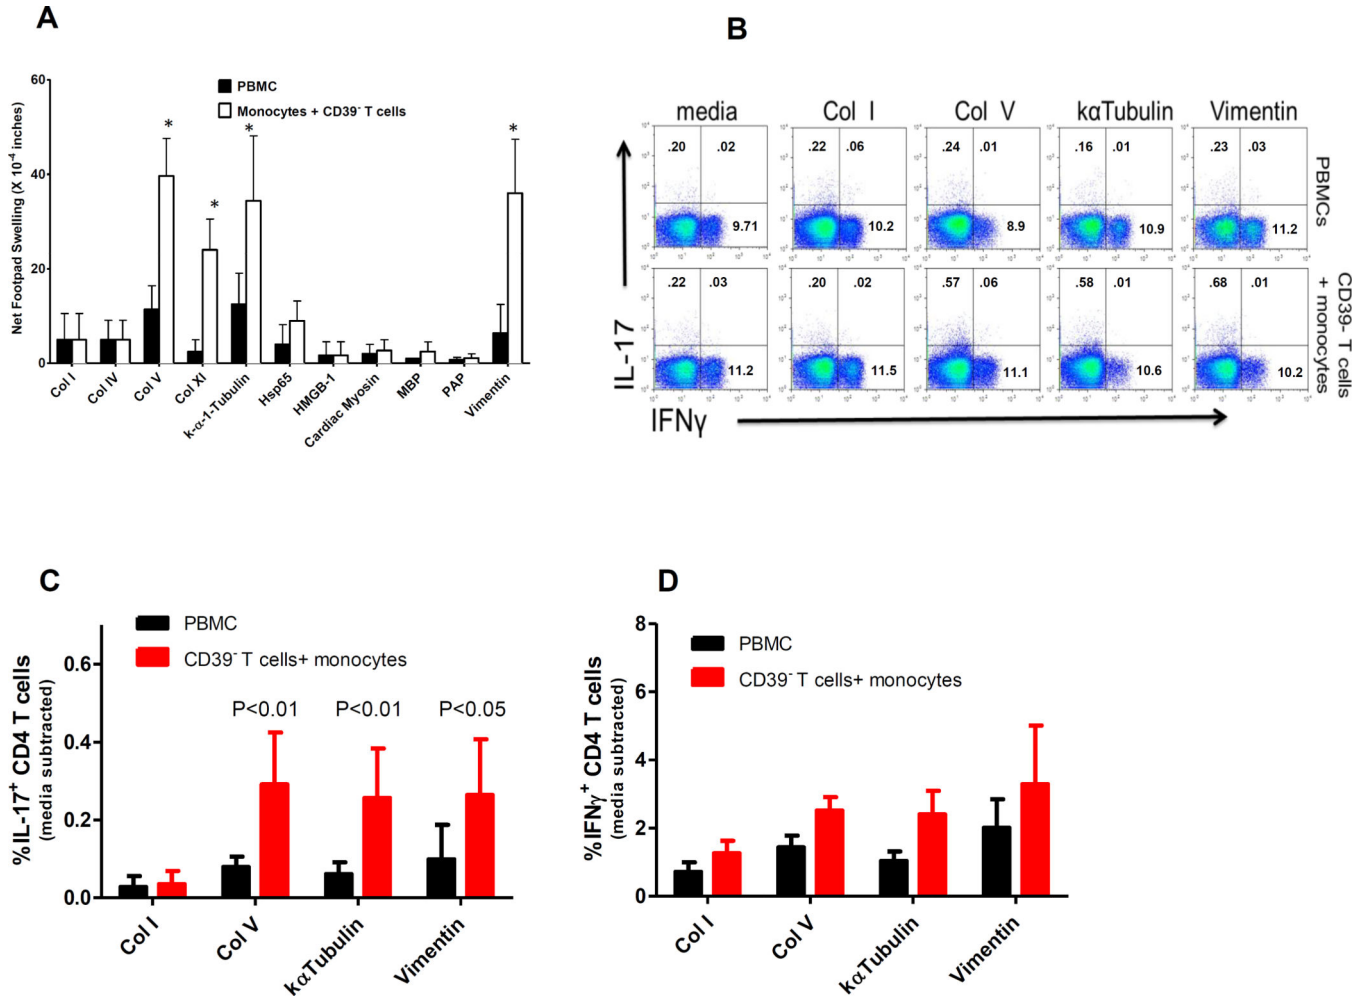 A
60
40
20
0
Net Footpad Swelling (X 10⁻⁴ inches)
PBMC
Monocytes + CD39⁻ T cells
* * * *
Col I
Col IV
Col V
Col XI
k-α-1-Tubulin
Hsp65
HMGB-1
Cardiac Myosin
MBP
PAP
Vimentin
B
media Col I Col V kαTubulin Vimentin
.20 .02 .22 .06 .24 .01 .16 .01 .23 .03
9.71 10.2 8.9 10.9 11.2
PBMCs
.22 .03 .20 .02 .57 .06 .58 .01 .68 .01
11.2 11.5 11.1 10.6 10.2
CD39- T cells
+ monocytes
IL-17
IFNγ
C
PBMC
CD39⁻ T cells+ monocytes
%IL-17⁺ CD4 T cells
(media subtracted)
0.6
0.4
0.2
0.0
P<0.01 P<0.01 P<0.05
Col I
Col V
kαTubulin
Vimentin
D
PBMC
CD39⁻ T cells+ monocytes
%IFNγ⁺ CD4 T cells
(media subtracted)
8
6
4
2
0
Col I
Col V
kαTubulin
Vimentin